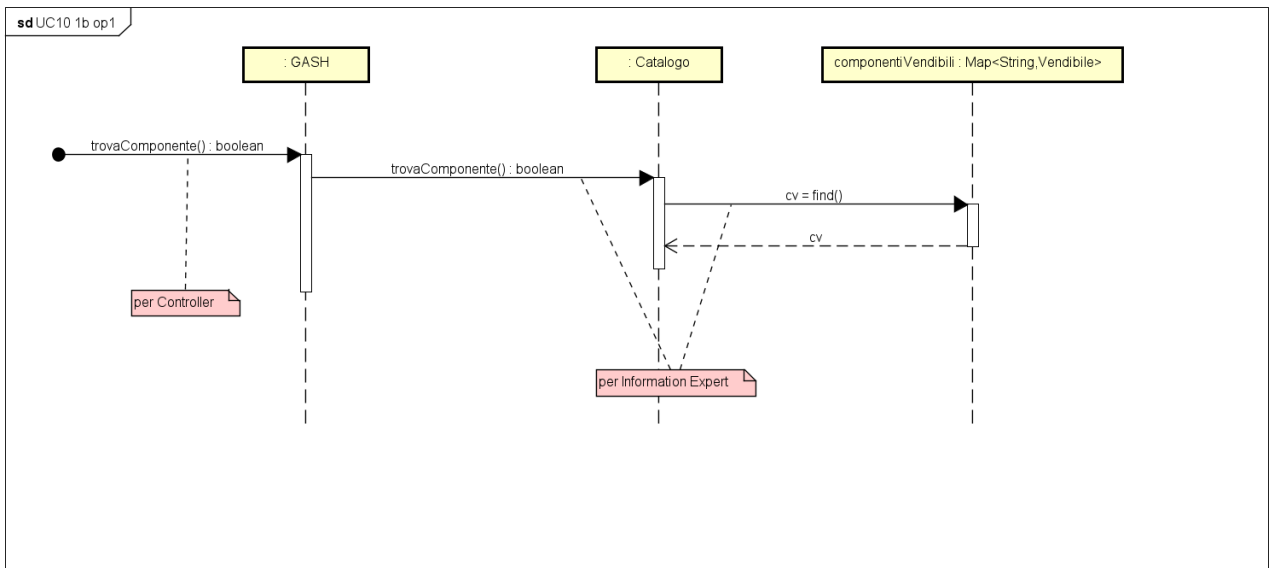 sd UC10 1b op1
: GASH
: Catalogo
componentiVendibili : Map<String,Vendibile>
trovaComponente() : boolean
trovaComponente() : boolean
cv = find()
cv
per Controller
per Information Expert